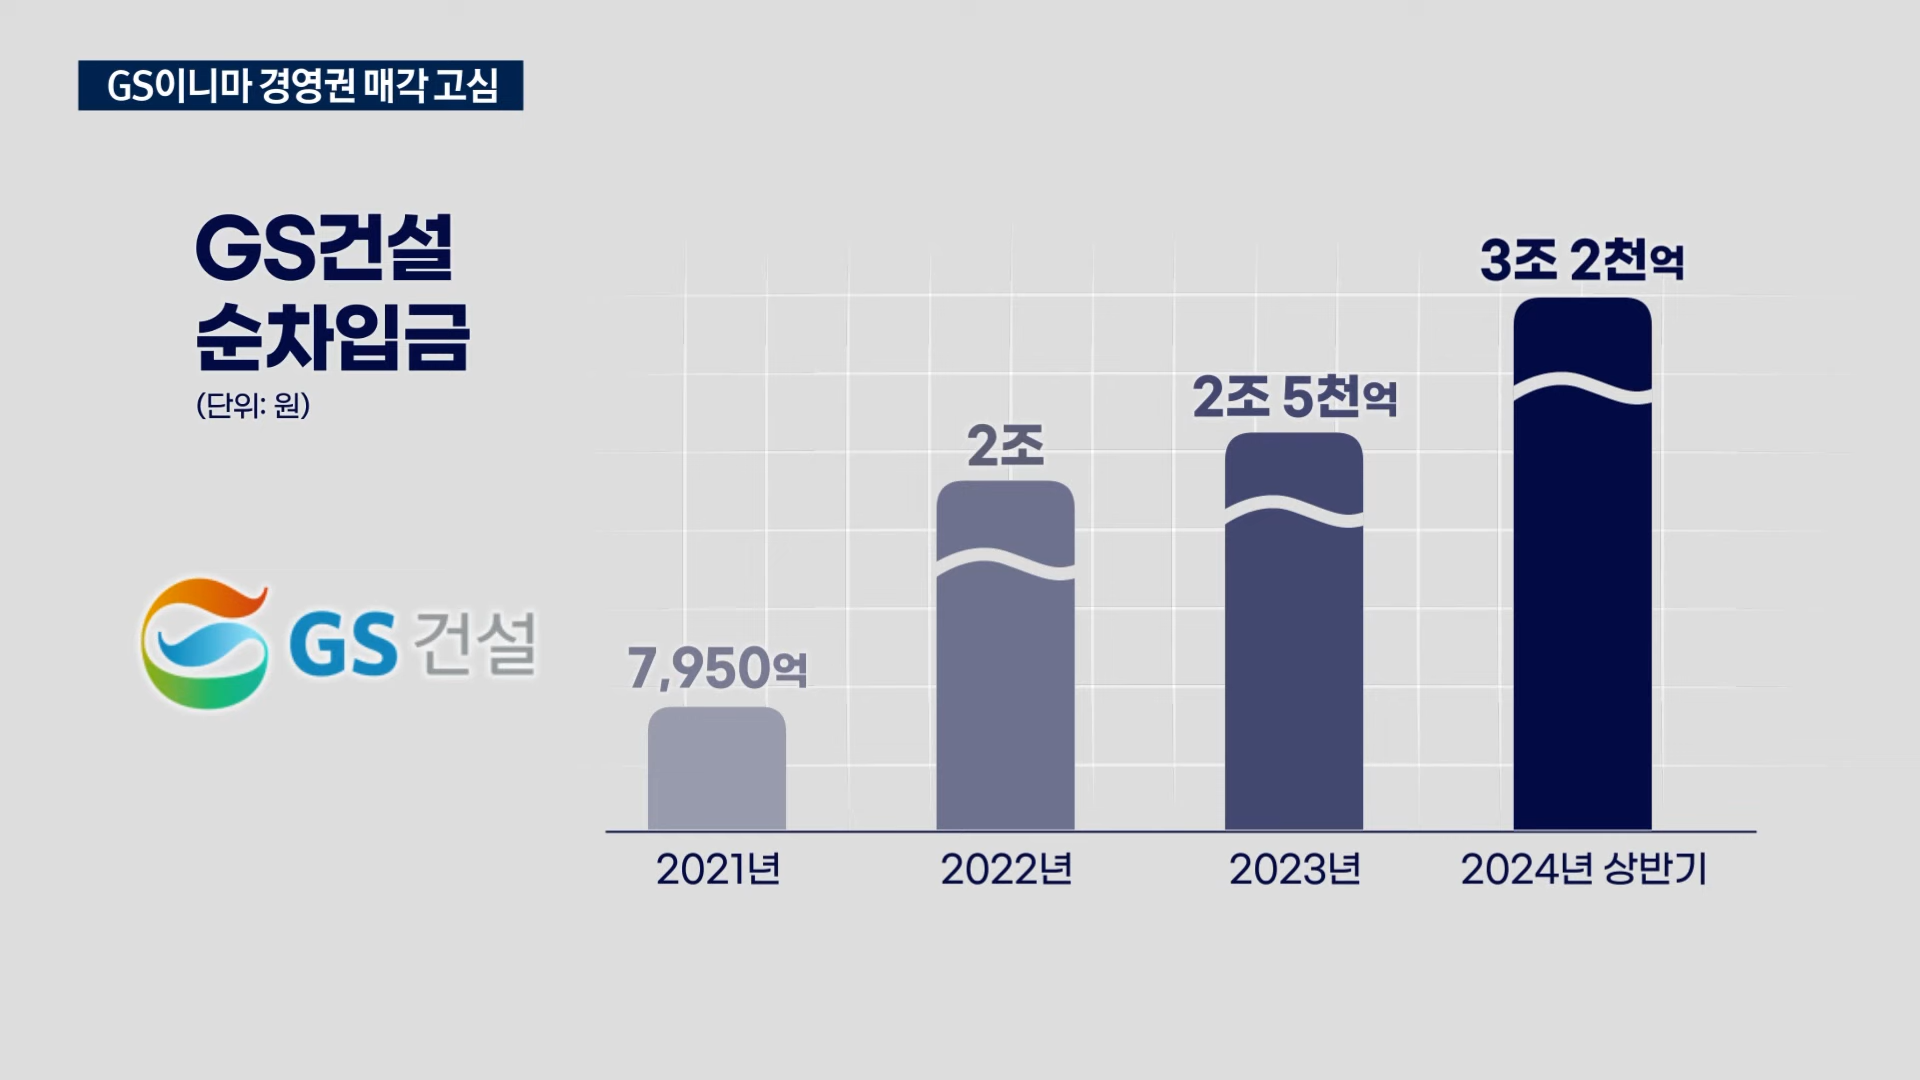 GS이니마 경영권 매각 고심
GS건설
순차입금
(단위: 원)
GS건설
7,950억
2조
2조 5천억
3조 2천억
2021년
2022년
2023년
2024년 상반기